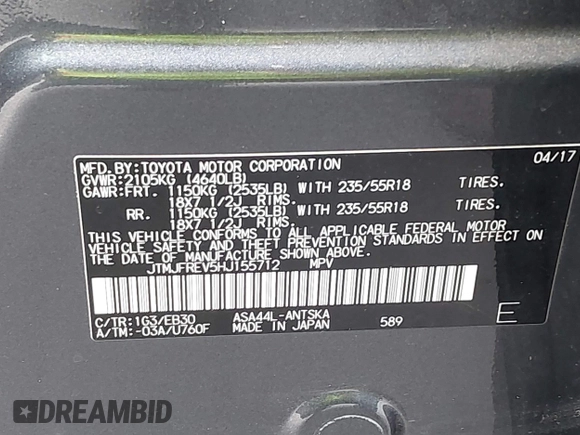 MFD. BY: TOYOTA MOTOR CORPORATION 04/17
GVWR: 2105KG (4640LB)
GAWR: FRT. 1150KG (2535LB) WITH 235/55R18 TIRES.
18X7 1/2J RIMS.
RR. 1150KG (2535LB) WITH 235/55R18 TIRES.
18X7 1/2J RIMS.
THIS VEHICLE CONFORMS TO ALL APPLICABLE FEDERAL MOTOR
VEHICLE SAFETY AND THEFT PREVENTION STANDARDS IN EFFECT ON
THE DATE OF MANUFACTURE SHOWN ABOVE.
JTMJFREV5HJ155712 MPV
C/TR: 1G3/EB30 ASA44L-ANTSKA
A/TM: -03A/U760F MADE IN JAPAN 589 E
DREAMBID